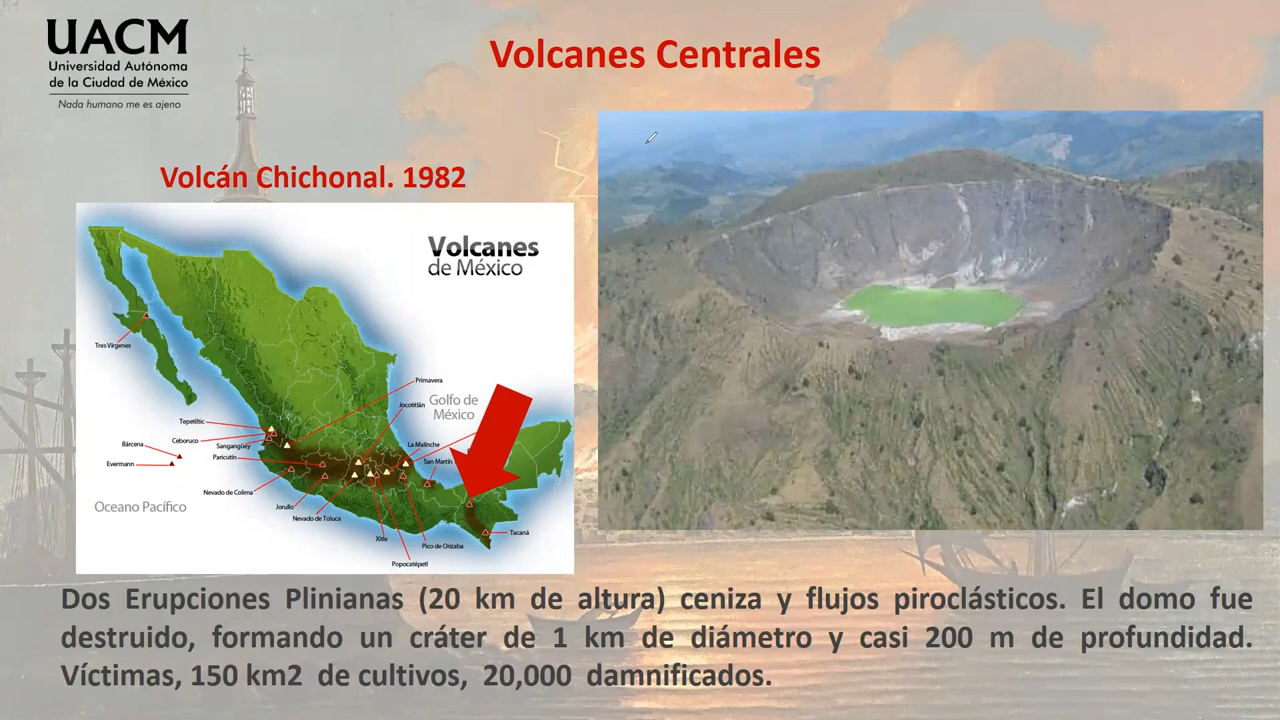 UACM
Universidad Autónoma
de la Ciudad de México
Nada humano me es ajeno
Volcanes Centrales
Volcán Chichonal. 1982
Volcanes
de México
Tres Vírgenes
Primavera
Jocotitlán
Golfo de
México
Tepetiltic
Ceboruco
Sangangüey
La Malinche
Bárcena
Paricutín
San Martín
Evermann
Nevado de Colima
Oceano Pacífico
Jorullo
Nevado de Toluca
Xitle
Pico de Orizaba
Tacaná
Popocatépetl
Dos Erupciones Plinianas (20 km de altura) ceniza y flujos piroclásticos. El domo fue
destruido, formando un cráter de 1 km de diámetro y casi 200 m de profundidad.
Víctimas, 150 km2 de cultivos, 20,000 damnificados.